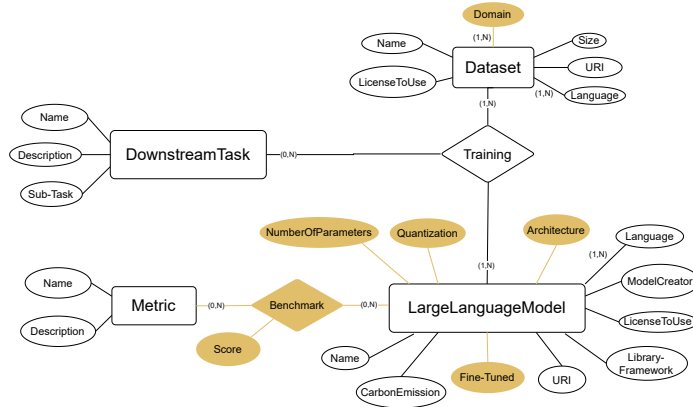 Domain
(1,N)
Name
Size
Dataset
URI
LicenseToUse
(1,N)
Language
(1,N)
Name
Description
DownstreamTask
(0,N)
Training
Sub-Task
NumberOfParameters
Quantization
Architecture
Language
(1,N)
(1,N)
ModelCreator
Name
Metric
(0,N)
Benchmark
(0,N)
LargeLanguageModel
LicenseToUse
Description
Score
Name
CarbonEmission
Fine-Tuned
URI
Library-
Framework